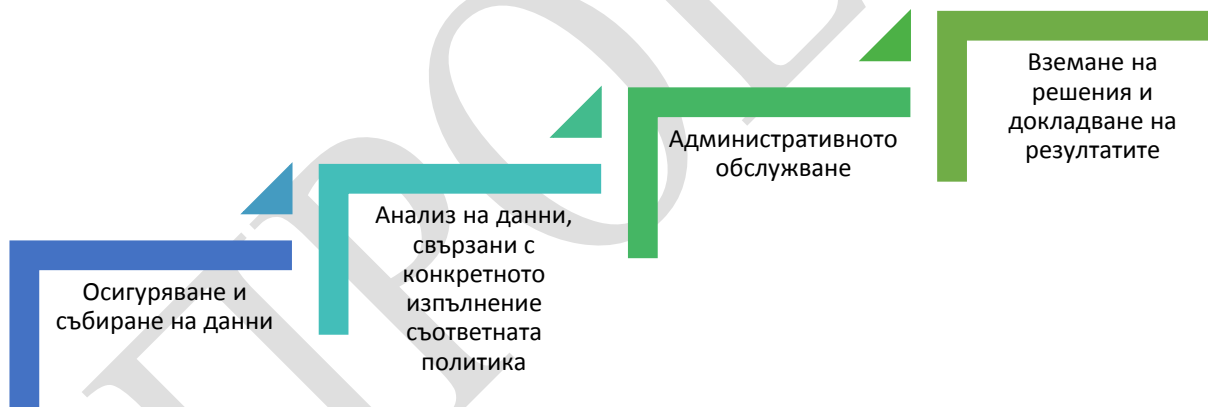 Осигуряване и
събиране на данни
Анализ на данни,
свързани с
конкретното
изпълнение
съответната
политика
Административното
обслужване
Вземане на
решения и
докладване на
резултатите